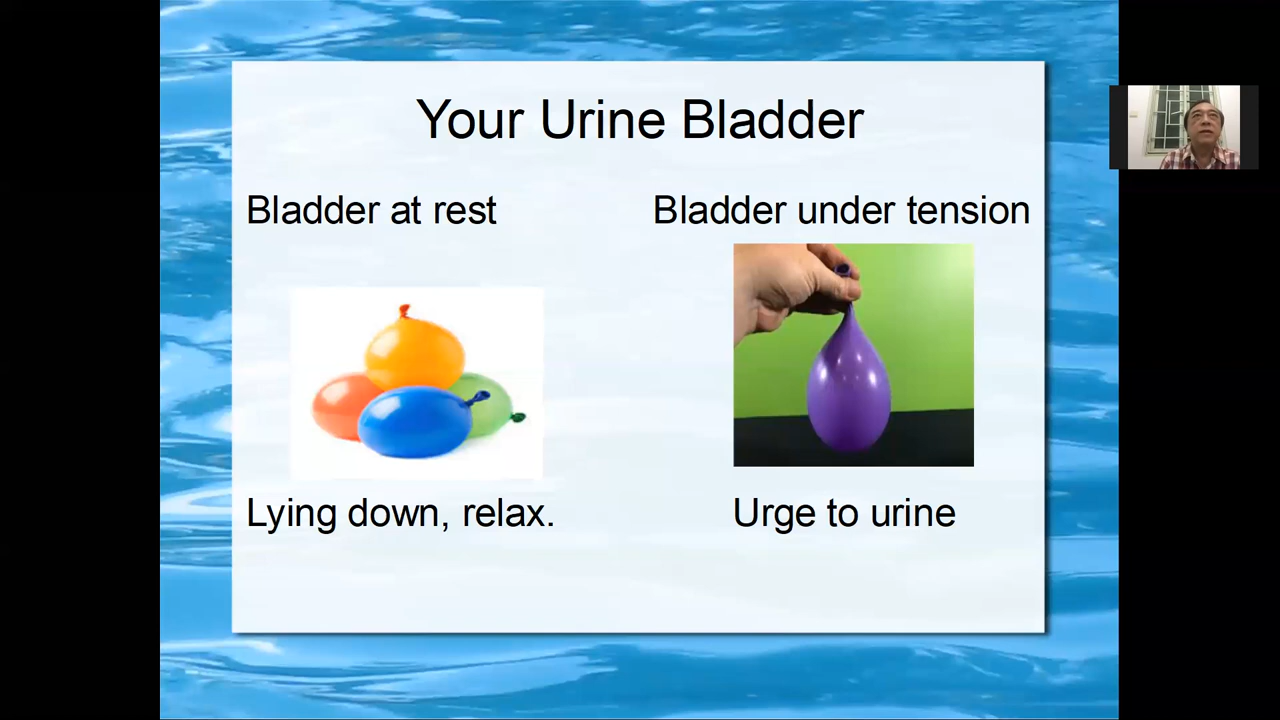 Your Urine Bladder
Bladder at rest
Bladder under tension
Lying down, relax.
Urge to urine